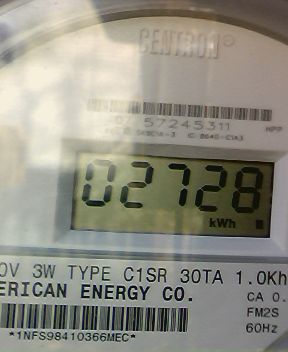 CENTRON®
57245311
HPP
02728
kWh
0V 3W TYPE C1SR 30TA 1.0Kh
ERICAN ENERGY CO.
CA 0.
FM2S
60Hz
*1NFS98410366MEC*